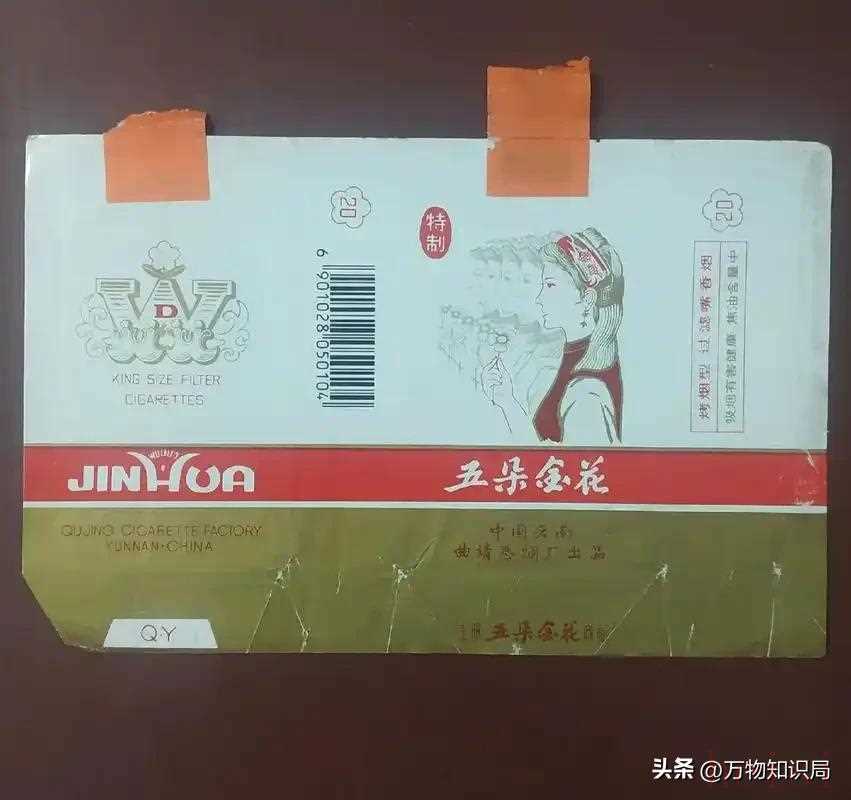 20
20
特制
D
KING SIZE FILTER
CIGARETTES
6 901028 050104
烤烟型 过滤嘴香烟
吸烟有害健康 焦油含量中
WUDUO
JINHUA
五朵金花
QUJING CIGARETTE FACTORY
YUNNAN·CHINA
中国云南
曲靖卷烟厂出品
Q·Y
五朵金花
头条 @万物知识局